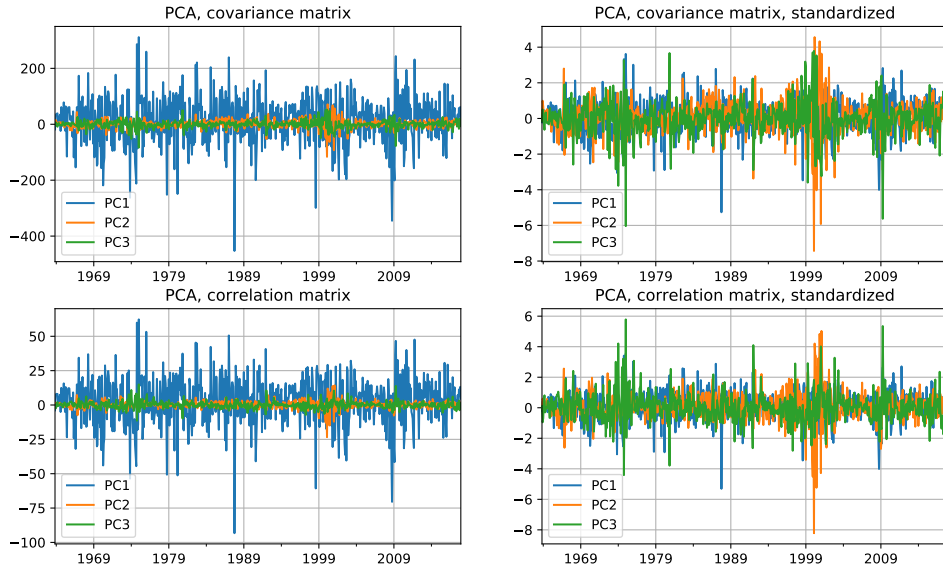 PCA, covariance matrix
200
0
−200
−400
PC1
PC2
PC3
1969 1979 1989 1999 2009
PCA, covariance matrix, standardized
4
2
0
−2
−4
−6
−8
PC1
PC2
PC3
1969 1979 1989 1999 2009
PCA, correlation matrix
50
25
0
−25
−50
−75
−100
PC1
PC2
PC3
1969 1979 1989 1999 2009
PCA, correlation matrix, standardized
6
4
2
0
−2
−4
−6
−8
PC1
PC2
PC3
1969 1979 1989 1999 2009